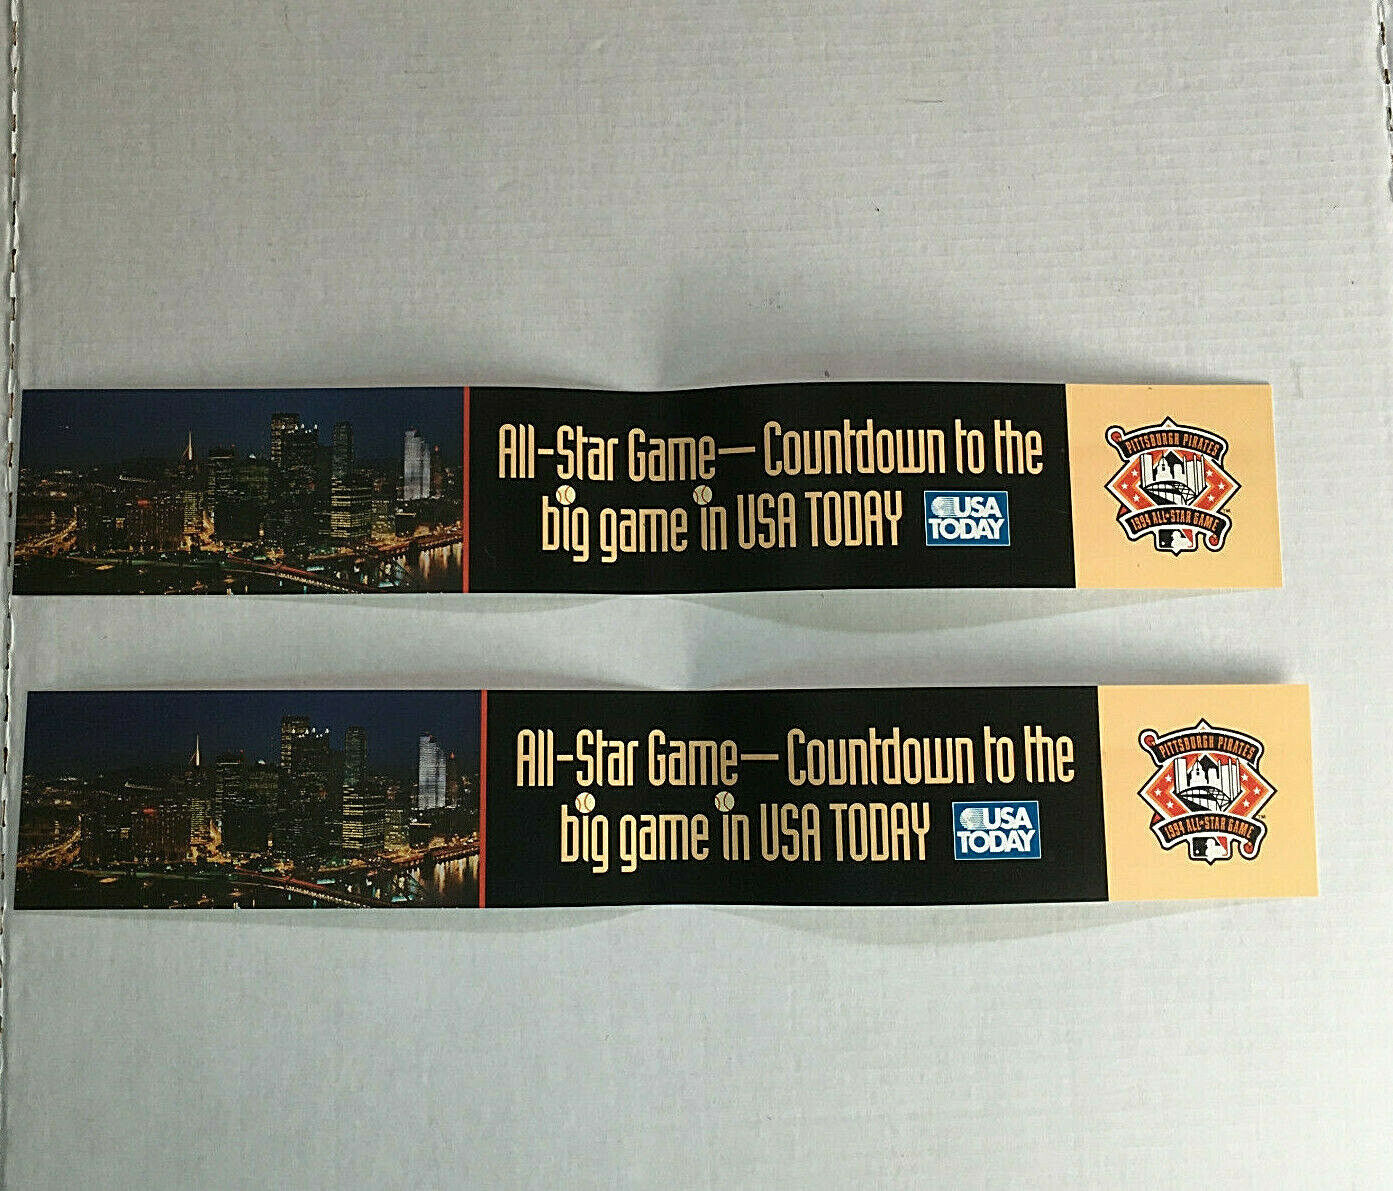 All-Star Game—Countdown to the
big game in USA TODAY
USA
TODAY
PITTSBURGH PIRATES
1994 ALL★STAR GAME
TM
All-Star Game—Countdown to the
big game in USA TODAY
USA
TODAY
PITTSBURGH PIRATES
1994 ALL★STAR GAME
TM